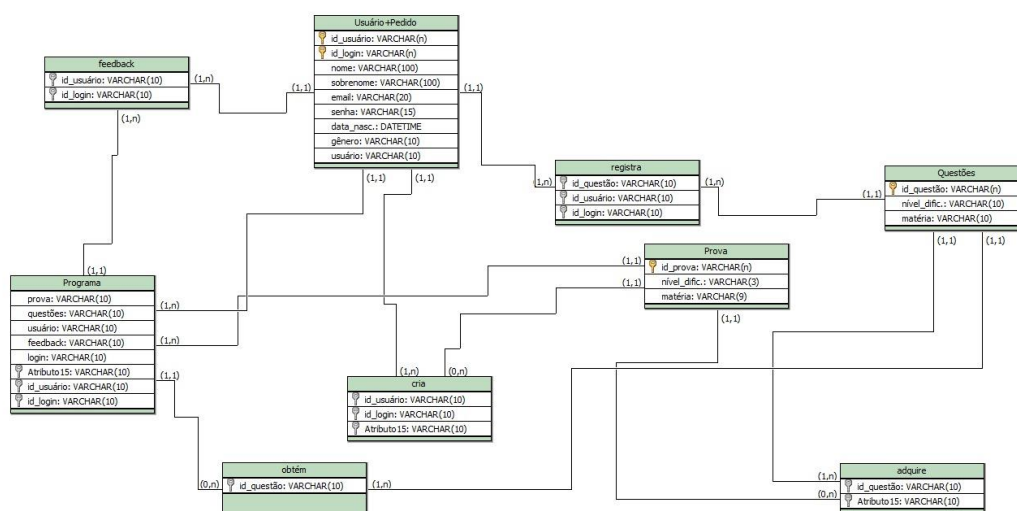 Usuário+Pedido
id_usuário: VARCHAR(n)
id_login: VARCHAR(n)
nome: VARCHAR(100)
sobrenome: VARCHAR(100)
email: VARCHAR(20)
senha: VARCHAR(15)
data_nasc.: DATETIME
gênero: VARCHAR(10)
usuário: VARCHAR(10)
feedback
id_usuário: VARCHAR(10)
id_login: VARCHAR(10)
(1,n)
(1,1)
(1,1)
(1,n)
(1,1)
(1,1)
registra
id_questão: VARCHAR(10)
id_usuário: VARCHAR(10)
id_login: VARCHAR(10)
(1,n)
(1,n)
Questões
id_questão: VARCHAR(n)
nível_dific.: VARCHAR(10)
matéria: VARCHAR(10)
(1,1)
(1,1)
(1,1)
Prova
id_prova: VARCHAR(n)
nível_dific.: VARCHAR(3)
matéria: VARCHAR(9)
(1,1)
(1,1)
(1,1)
(1,1)
Programa
prova: VARCHAR(10)
questões: VARCHAR(10)
usuário: VARCHAR(10)
feedback: VARCHAR(10)
login: VARCHAR(10)
Atributo15: VARCHAR(10)
id_usuário: VARCHAR(10)
id_login: VARCHAR(10)
(1,n)
(1,n)
(1,1)
(1,n)
(0,n)
cria
id_usuário: VARCHAR(10)
id_login: VARCHAR(10)
Atributo15: VARCHAR(10)
obtém
id_questão: VARCHAR(10)
(0,n)
(1,n)
adquire
id_questão: VARCHAR(10)
Atributo15: VARCHAR(10)
(1,n)
(0,n)